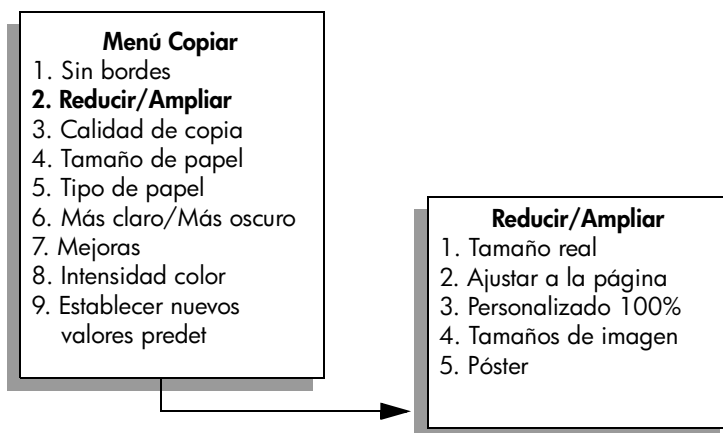 Menú Copiar
1. Sin bordes
2. Reducir/Ampliar
3. Calidad de copia
4. Tamaño de papel
5. Tipo de papel
6. Más claro/Más oscuro
7. Mejoras
8. Intensidad color
9. Establecer nuevos
valores predet
Reducir/Ampliar
1. Tamaño real
2. Ajustar a la página
3. Personalizado 100%
4. Tamaños de imagen
5. Póster